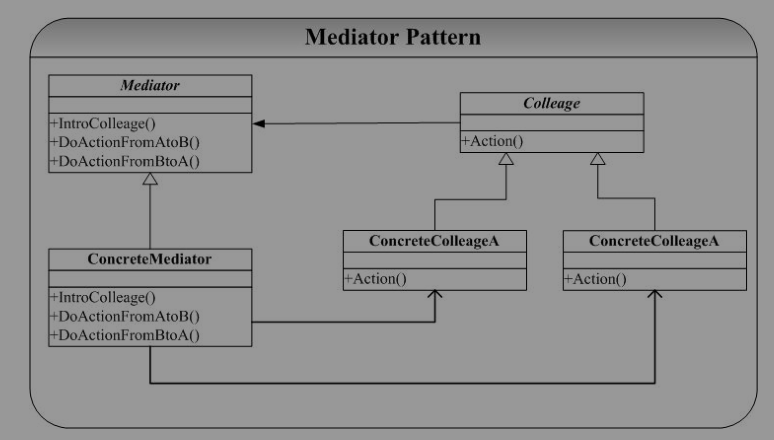 Mediator Pattern
Mediator
+IntroColleage()
+DoActionFromAtoB()
+DoActionFromBtoA()
Colleage
+Action()
ConcreteMediator
+IntroColleage()
+DoActionFromAtoB()
+DoActionFromBtoA()
ConcreteColleageA
+Action()
ConcreteColleageA
+Action()